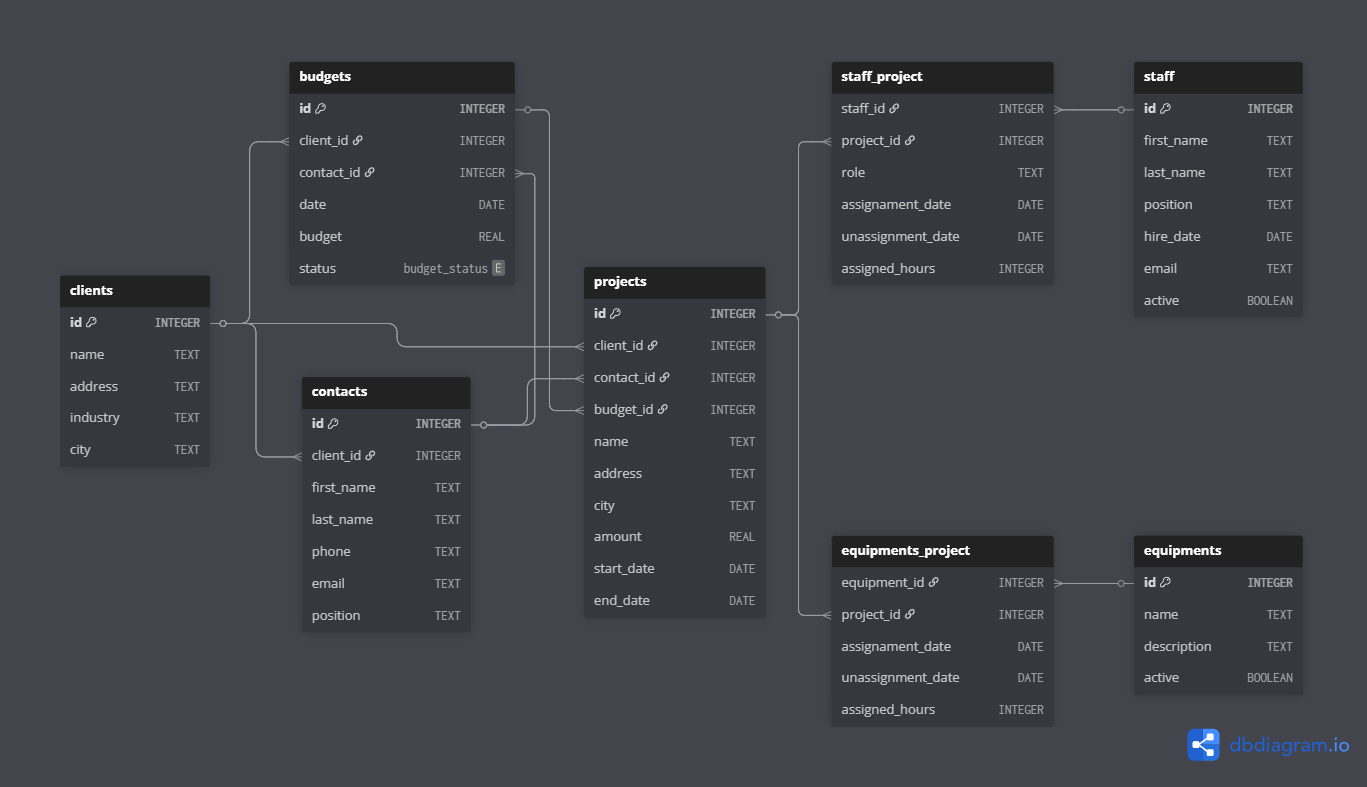 budgets
id INTEGER
client_id INTEGER
contact_id INTEGER
date DATE
budget REAL
status budget_status E
staff_project
staff_id INTEGER
project_id INTEGER
role TEXT
assignament_date DATE
unassignment_date DATE
assigned_hours INTEGER
staff
id INTEGER
first_name TEXT
last_name TEXT
position TEXT
hire_date DATE
email TEXT
active BOOLEAN
clients
id INTEGER
name TEXT
address TEXT
industry TEXT
city TEXT
contacts
id INTEGER
client_id INTEGER
first_name TEXT
last_name TEXT
phone TEXT
email TEXT
position TEXT
projects
id INTEGER
client_id INTEGER
contact_id INTEGER
budget_id INTEGER
name TEXT
address TEXT
city TEXT
amount REAL
start_date DATE
end_date DATE
equipments_project
equipment_id INTEGER
project_id INTEGER
assignament_date DATE
unassignment_date DATE
assigned_hours INTEGER
equipments
id INTEGER
name TEXT
description TEXT
active BOOLEAN
dbdiagram.io